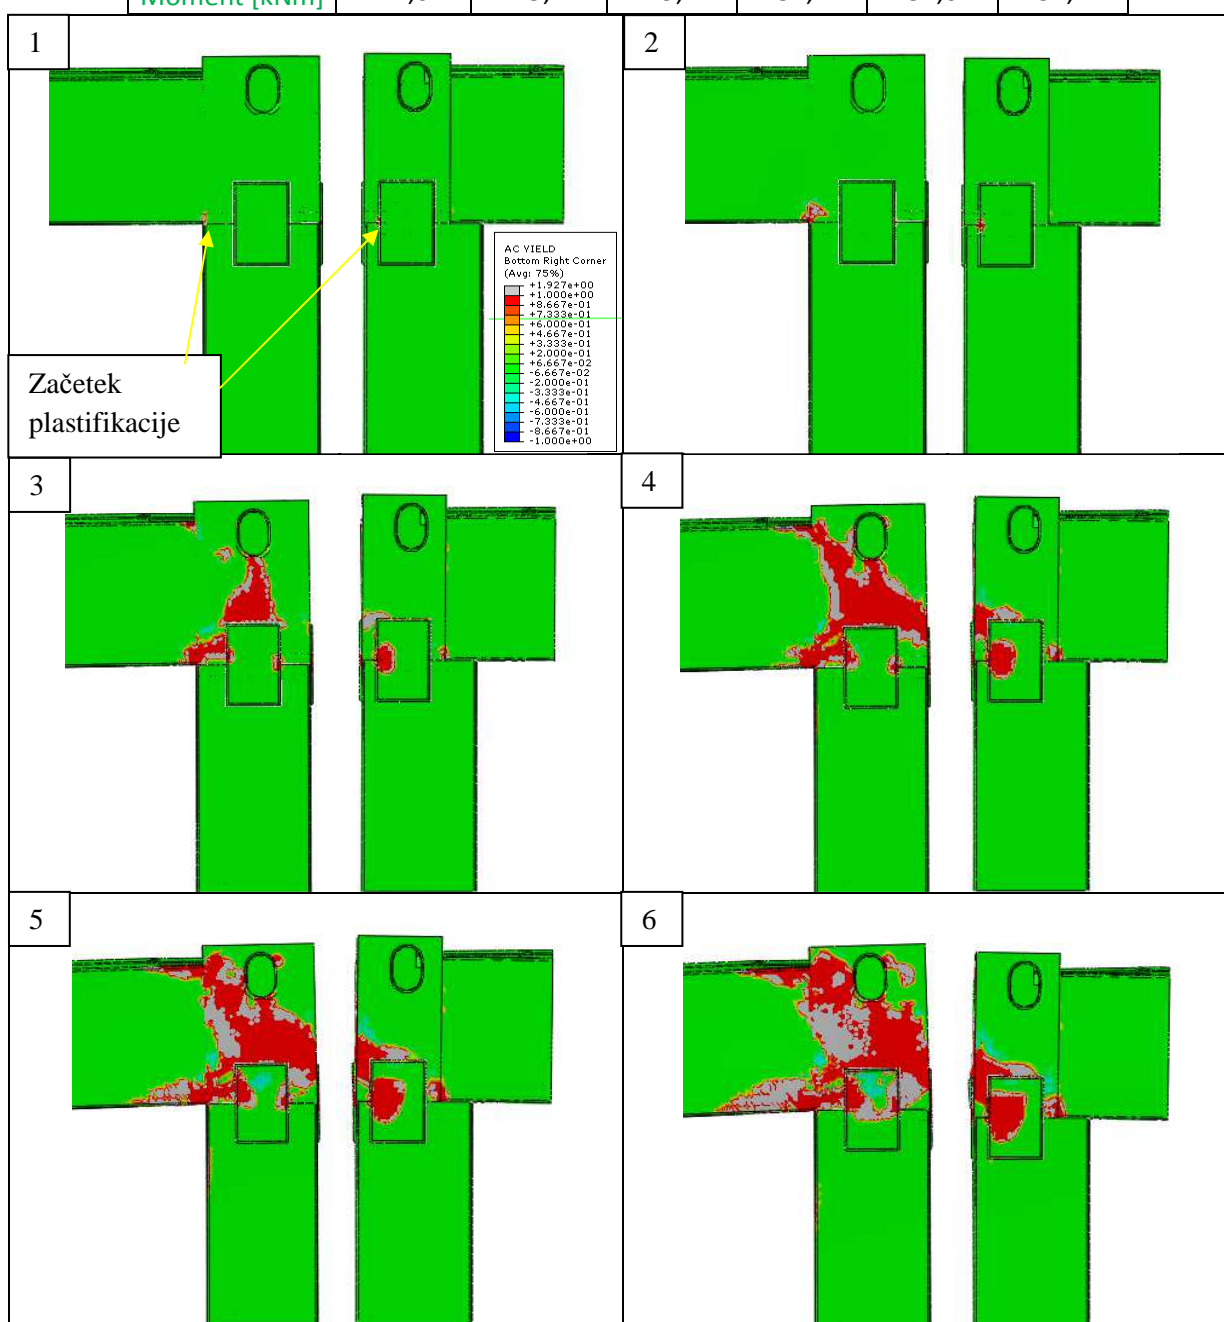 Moment [kNm]
1
2
AC YIELD
Bottom Right Corner
(Avg: 75%)
+1.927e+00
+1.000e+00
+8.667e-01
+7.333e-01
+6.000e-01
+4.667e-01
+3.333e-01
+2.000e-01
+6.667e-02
-6.667e-02
-2.000e-01
-3.333e-01
-4.667e-01
-6.000e-01
-7.333e-01
-8.667e-01
-1.000e+00
Začetek
plastifikacije
3
4
5
6